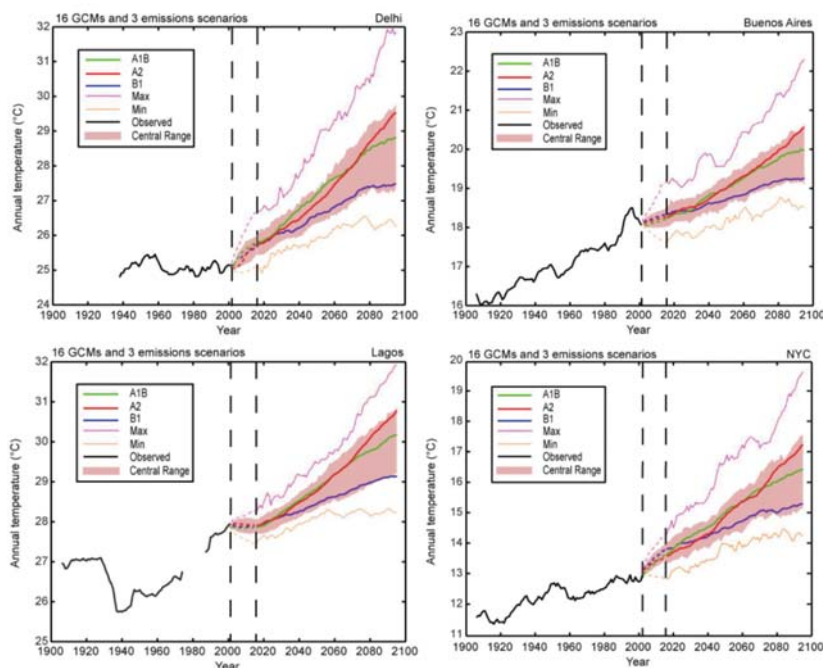 16 GCMs and 3 emissions scenarios Delhi
32
31
30
29
28
27
26
25
24
Annual temperature (°C)
A1B
A2
B1
Max
Min
Observed
Central Range
1900 1920 1940 1960 1980 2000 2020 2040 2060 2080 2100
Year
16 GCMs and 3 emissions scenarios Buenos Aires
23
22
21
20
19
18
17
16
Annual temperature (°C)
A1B
A2
B1
Max
Min
Observed
Central Range
1900 1920 1940 1960 1980 2000 2020 2040 2060 2080 2100
Year
16 GCMs and 3 emissions scenarios Lagos
32
31
30
29
28
27
26
25
Annual temperature (°C)
A1B
A2
B1
Max
Min
Observed
Central Range
1900 1920 1940 1960 1980 2000 2020 2040 2060 2080 2100
Year
16 GCMs and 3 emissions scenarios NYC
20
19
18
17
16
15
14
13
12
11
Annual temperature (°C)
A1B
A2
B1
Max
Min
Observed
Central Range
1900 1920 1940 1960 1980 2000 2020 2040 2060 2080 2100
Year